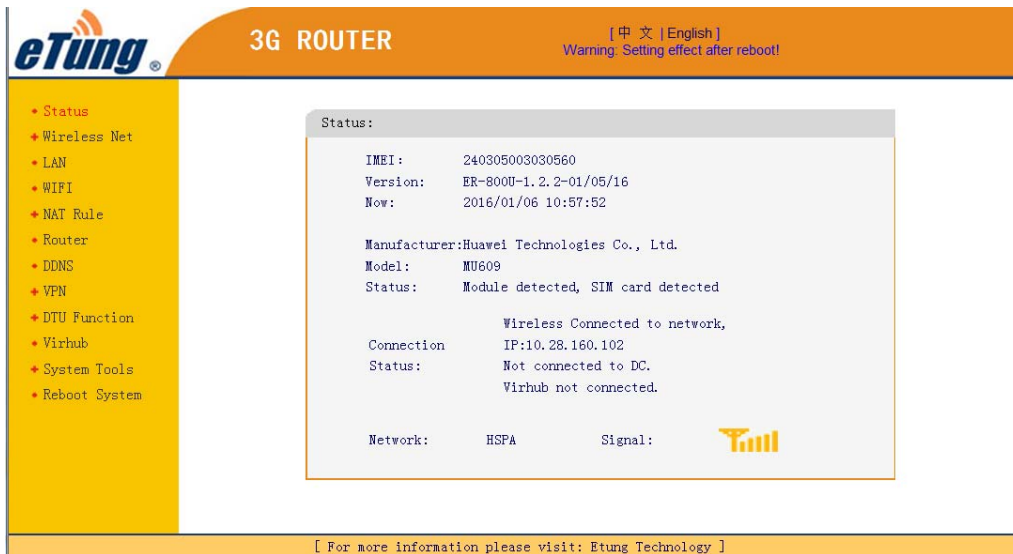 eTung ®
3G ROUTER
[ 中 文 | English ]
Warning: Setting effect after reboot!
Status
Wireless Net
LAN
WIFI
NAT Rule
Router
DDNS
VPN
DTU Function
Virhub
System Tools
Reboot System
Status:
IMEI: 240305003030560
Version: ER-800U-1.2.2-01/05/16
Now: 2016/01/06 10:57:52
Manufacturer:Huawei Technologies Co., Ltd.
Model: MU609
Status: Module detected, SIM card detected
Wireless Connected to network,
Connection IP:10.28.160.102
Status: Not connected to DC.
Virhub not connected.
Network: HSPA Signal:
[ For more information please visit: Etung Technology ]